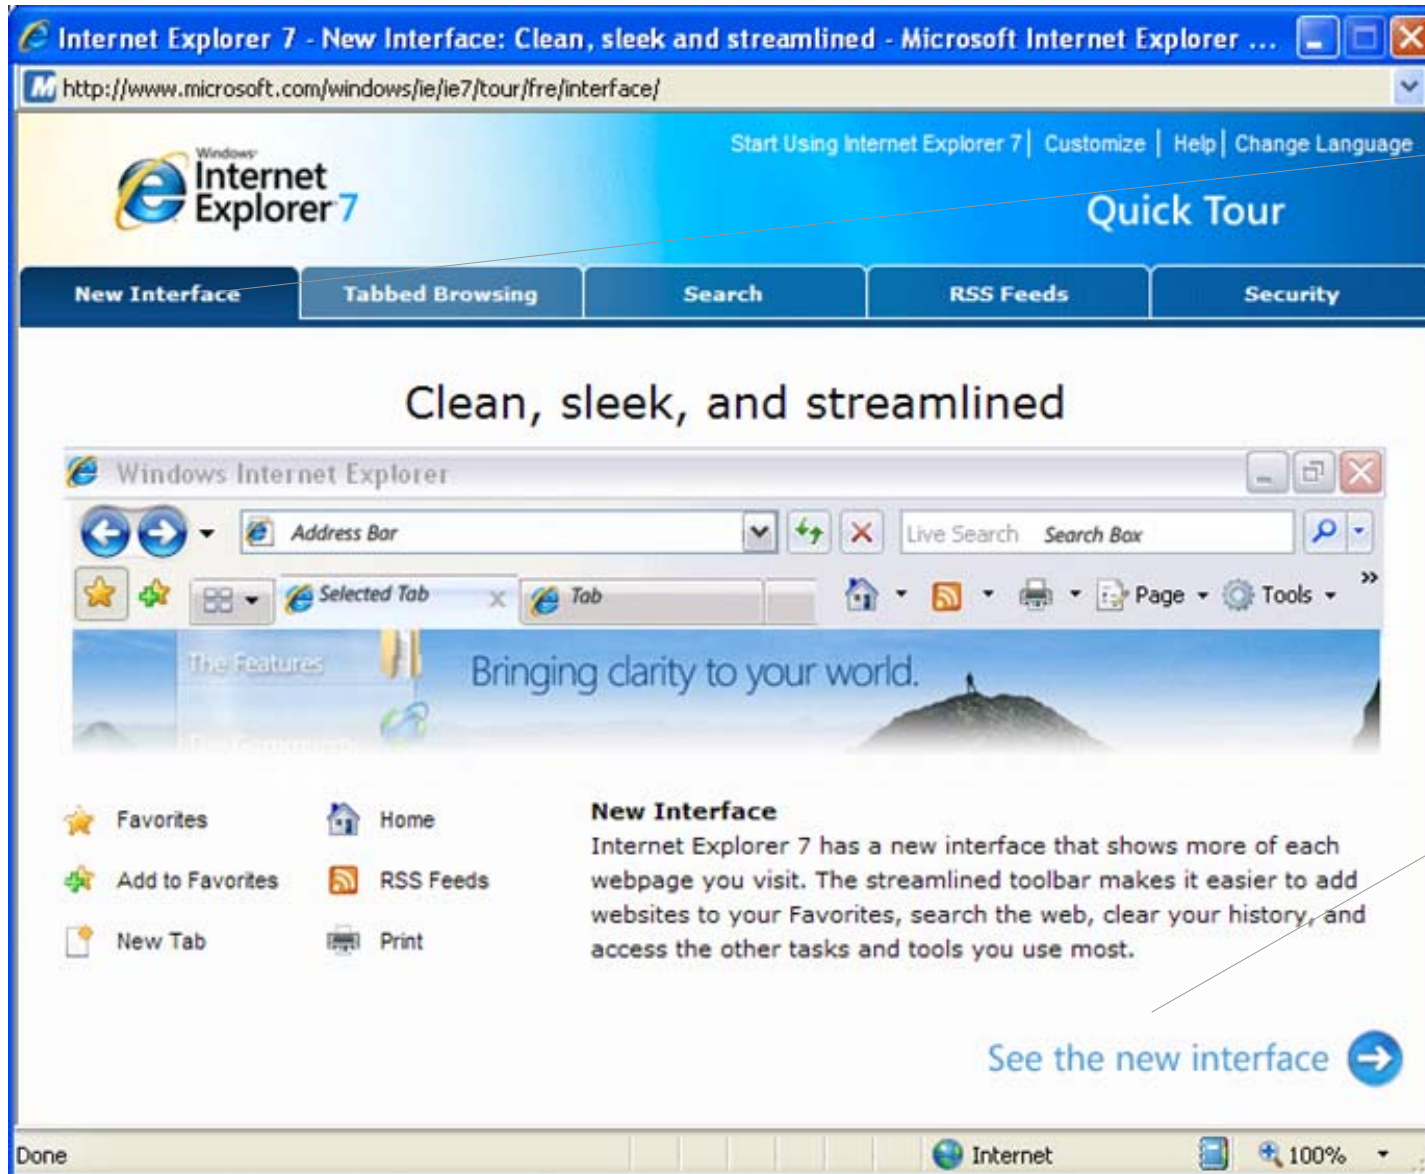 Internet Explorer 7 - New Interface: Clean, sleek and streamlined - Microsoft Internet Explorer ...
http://www.microsoft.com/windows/ie/ie7/tour/fre/interface/
Start Using Internet Explorer 7 | Customize | Help | Change Language
Windows
Internet
Explorer 7
Quick Tour
New Interface Tabbed Browsing Search RSS Feeds Security
Clean, sleek, and streamlined
Windows Internet Explorer
Address Bar Live Search Search Box
Selected Tab Tab Page Tools »
The Features Bringing clarity to your world.
Favorites Home
Add to Favorites RSS Feeds
New Tab Print
New Interface
Internet Explorer 7 has a new interface that shows more of each
webpage you visit. The streamlined toolbar makes it easier to add
websites to your Favorites, search the web, clear your history, and
access the other tasks and tools you use most.
See the new interface
Done Internet 100%